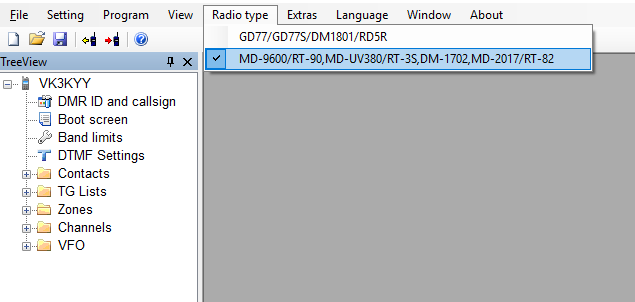 File Setting Program View Radio type Extras Language Window About
GD77/GD77S/DM1801/RD5R
MD-9600/RT-90,MD-UV380/RT-3S,DM-1702,MD-2017/RT-82
TreeView
VK3KYY
DMR ID and callsign
Boot screen
Band limits
DTMF Settings
Contacts
TG Lists
Zones
Channels
VFO